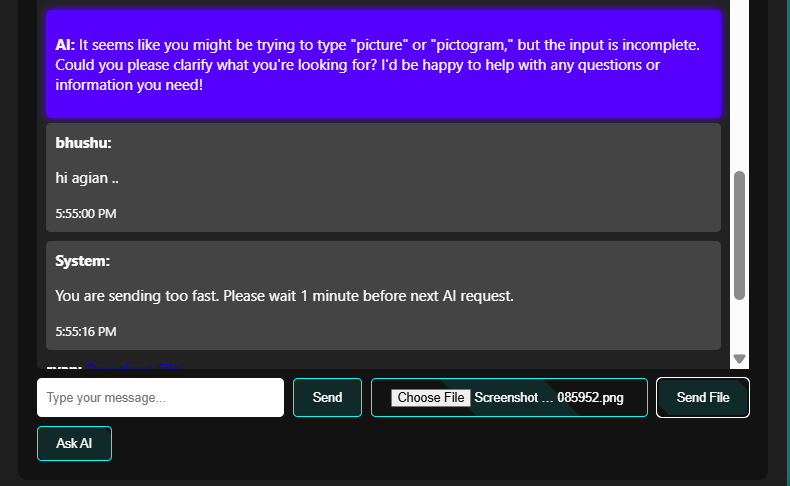 AI: It seems like you might be trying to type "picture" or "pictogram," but the input is incomplete.
Could you please clarify what you're looking for? I'd be happy to help with any questions or
information you need!
bhushu:
hi agian ..
5:55:00 PM
System:
You are sending too fast. Please wait 1 minute before next AI request.
5:55:16 PM
Type your message...
Send
Choose File Screenshot ... 085952.png
Send File
Ask AI